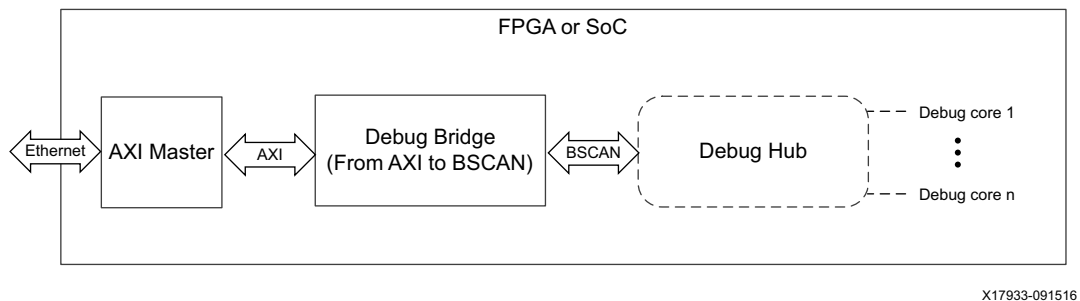 FPGA or SoC
Ethernet
AXI Master
AXI
Debug Bridge
(From AXI to BSCAN)
BSCAN
Debug Hub
Debug core 1
Debug core n
X17933-091516